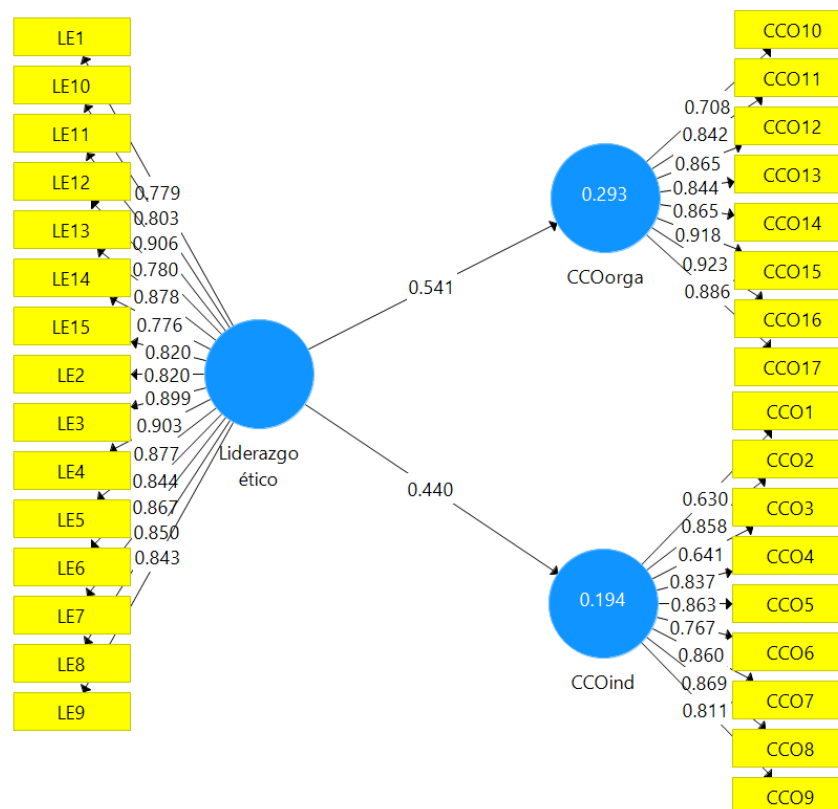 LE1
LE10
LE11
LE12
LE13
LE14
LE15
LE2
LE3
LE4
LE5
LE6
LE7
LE8
LE9
0.779
0.803
0.906
0.780
0.878
0.776
0.820
0.820
0.899
0.903
0.877
0.844
0.867
0.850
0.843
Liderazgo
ético
0.541
0.440
0.293
CCOorga
0.194
CCOind
0.708
0.842
0.865
0.844
0.865
0.918
0.923
0.886
CCO10
CCO11
CCO12
CCO13
CCO14
CCO15
CCO16
CCO17
0.630
0.858
0.641
0.837
0.863
0.767
0.860
0.869
0.811
CCO1
CCO2
CCO3
CCO4
CCO5
CCO6
CCO7
CCO8
CCO9